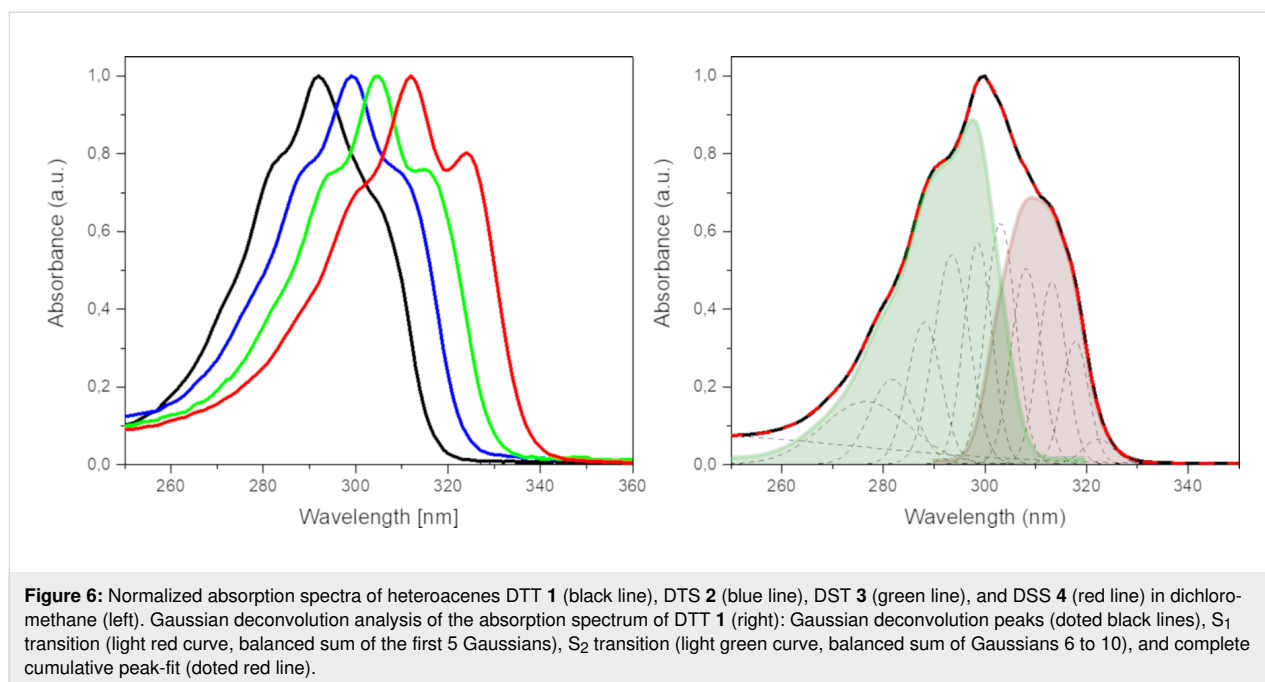 1,0
0,8
0,6
0,4
0,2
0,0
Absorbance (a.u.)
260 280 300 320 340 360
Wavelength [nm]
1,0
0,8
0,6
0,4
0,2
0,0
Absorbance (a.u.)
260 280 300 320 340
Wavelength (nm)
Figure 6: Normalized absorption spectra of heteroacenes DTT 1 (black line), DTS 2 (blue line), DST 3 (green line), and DSS 4 (red line) in dichloro-
methane (left). Gaussian deconvolution analysis of the absorption spectrum of DTT 1 (right): Gaussian deconvolution peaks (doted black lines), S1
transition (light red curve, balanced sum of the first 5 Gaussians), S2 transition (light green curve, balanced sum of Gaussians 6 to 10), and complete
cumulative peak-fit (doted red line).